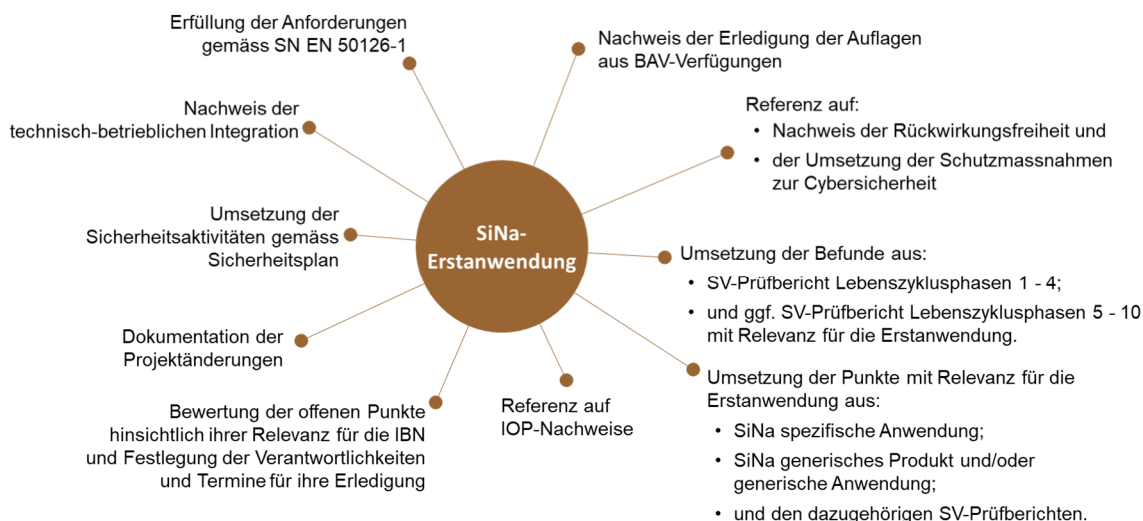 Erfüllung der Anforderungen
gemäss SN EN 50126-1
Nachweis der Erledigung der Auflagen
aus BAV-Verfügungen
Nachweis der
technisch-betrieblichen Integration
Referenz auf:
• Nachweis der Rückwirkungsfreiheit und
• der Umsetzung der Schutzmassnahmen
zur Cybersicherheit
Umsetzung der
Sicherheitsaktivitäten gemäss
Sicherheitsplan
SiNa-
Erstanwendung
Umsetzung der Befunde aus:
• SV-Prüfbericht Lebenszyklusphasen 1 - 4;
• und ggf. SV-Prüfbericht Lebenszyklusphasen 5 - 10
mit Relevanz für die Erstanwendung.
Dokumentation der
Projektänderungen
Bewertung der offenen Punkte
hinsichtlich ihrer Relevanz für die IBN
und Festlegung der Verantwortlichkeiten
und Termine für ihre Erledigung
Referenz auf
IOP-Nachweise
Umsetzung der Punkte mit Relevanz für die
Erstanwendung aus:
• SiNa spezifische Anwendung;
• SiNa generisches Produkt und/oder
generische Anwendung;
• und den dazugehörigen SV-Prüfberichten.